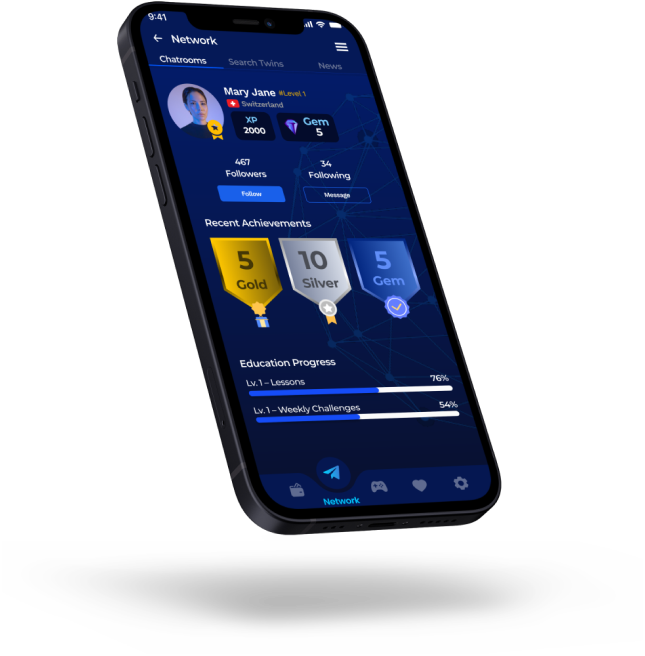 9:41
Network
Chatrooms Search Twins News
Mary Jane #Level 1
Switzerland
XP
2000
Gem
5
467
Followers
34
Following
Follow Message
Recent Achievements
5
Gold
10
Silver
5
Gem
Education Progress
Lv. 1 – Lessons 76%
Lv. 1 – Weekly Challenges 54%
Network